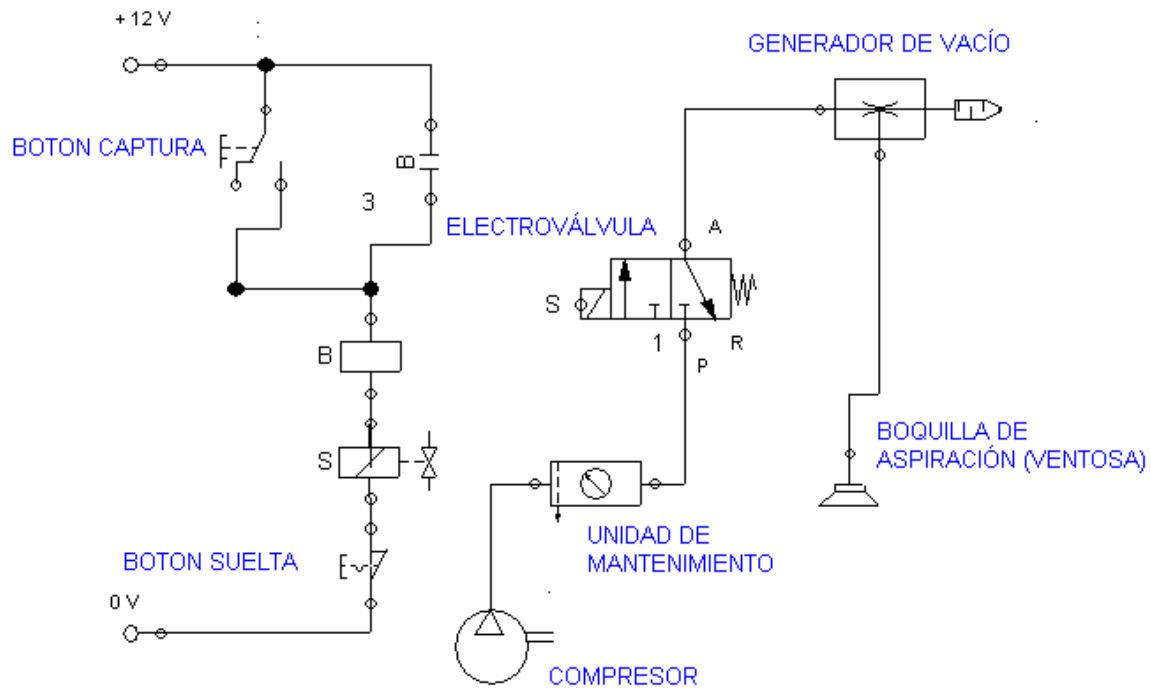 + 12 V
GENERADOR DE VACÍO
BOTON CAPTURA
B
3
ELECTROVÁLVULA
A
S
1
R
P
B
BOQUILLA DE
ASPIRACIÓN (VENTOSA)
S
UNIDAD DE
MANTENIMIENTO
BOTON SUELTA
0 V
COMPRESOR